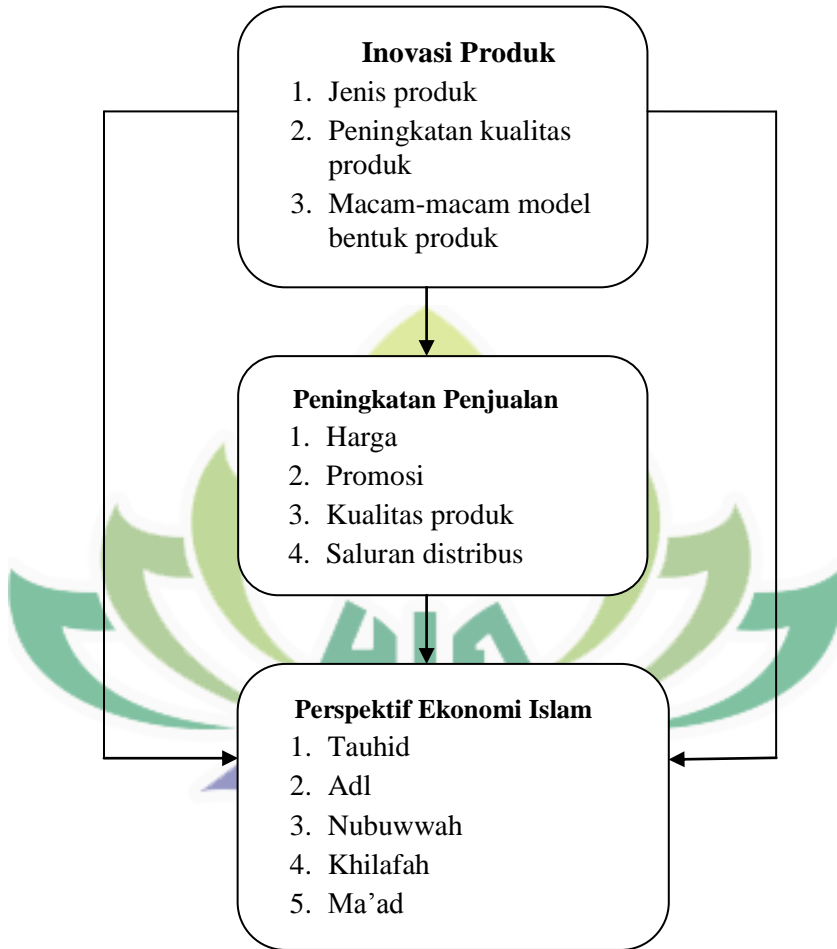 Inovasi Produk
1. Jenis produk
2. Peningkatan kualitas
produk
3. Macam-macam model
bentuk produk
Peningkatan Penjualan
1. Harga
2. Promosi
3. Kualitas produk
4. Saluran distribus
Perspektif Ekonomi Islam
1. Tauhid
2. Adl
3. Nubuwwah
4. Khilafah
5. Ma’ad